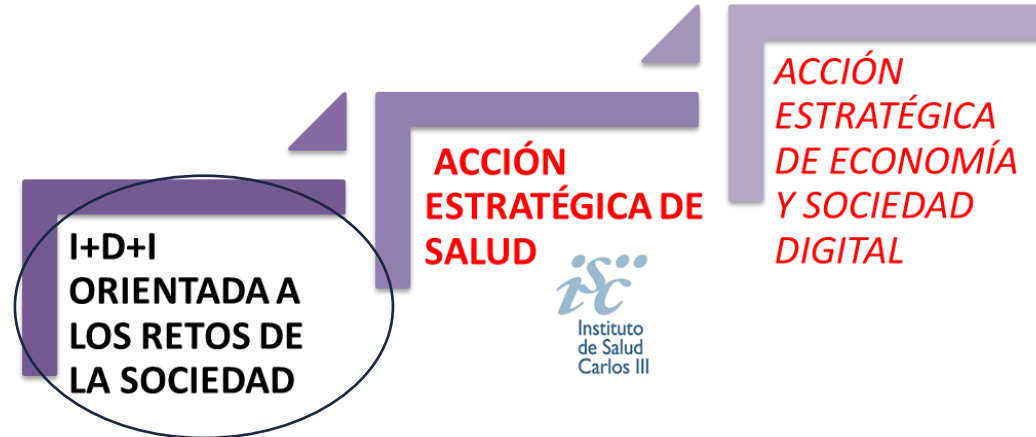 I+D+I
ORIENTADA A
LOS RETOS DE
LA SOCIEDAD
ACCIÓN
ESTRATÉGICA DE
SALUD
isc
Instituto
de Salud
Carlos III
ACCIÓN
ESTRATÉGICA
DE ECONOMÍA
Y SOCIEDAD
DIGITAL